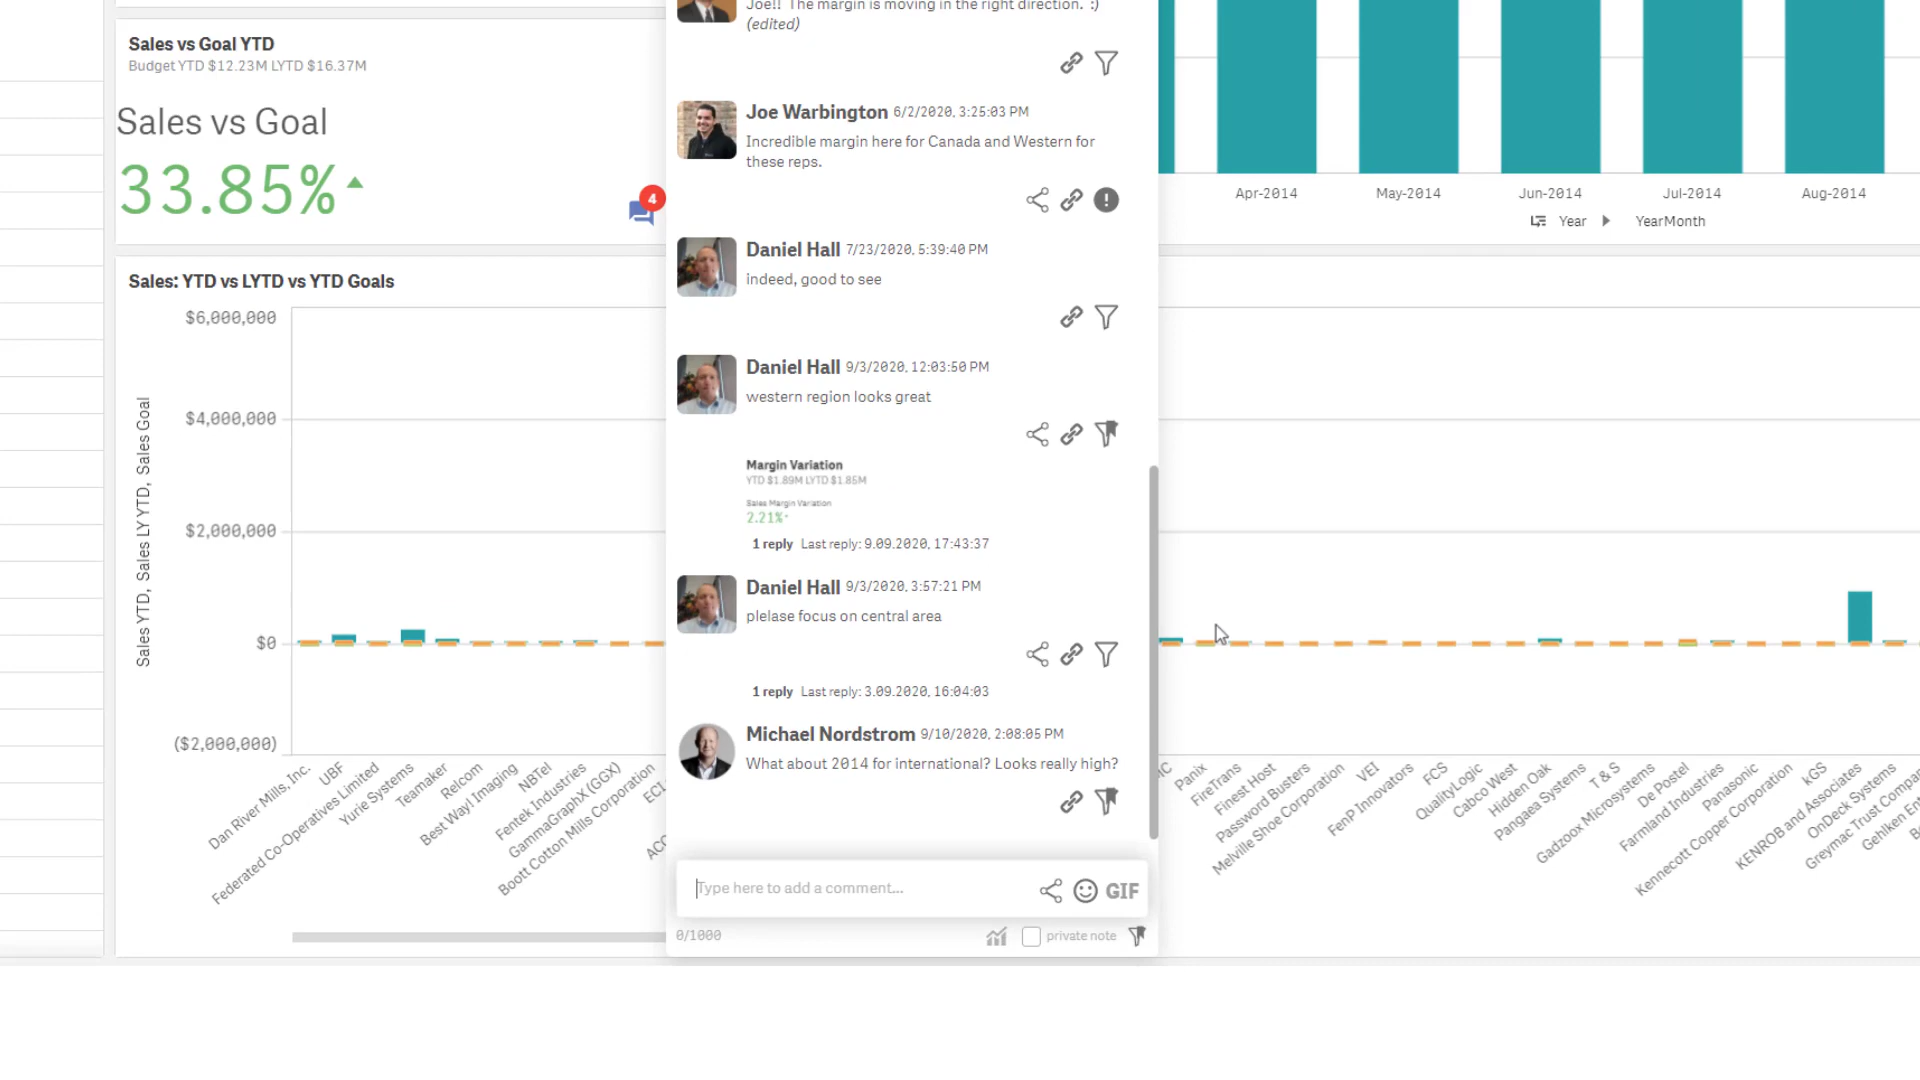 Sales vs Goal YTD
Budget YTD $12.23M LYTD $16.37M
Sales vs Goal
33.85%
4
Sales: YTD vs LYTD vs YTD Goals
Sales YTD, Sales LY YTD, Sales Goal
$6,000,000
$4,000,000
$2,000,000
$0
($2,000,000)
Dan River Mills, Inc.
UBF
Federated Co-Operatives Limited
Yurie Systems
Teamaker
Relcom
Best Way! Imaging
NBTel
Fentek Industries
GammaGraphX (GGX)
Boott Cotton Mills Corporation
Joe!! The margin is moving in the right direction. :)
(edited)
Joe Warbington 6/2/2020, 3:25:03 PM
Incredible margin here for Canada and Western for
these reps.
Daniel Hall 7/23/2020, 5:39:40 PM
indeed, good to see
Daniel Hall 9/3/2020, 12:03:50 PM
western region looks great
Margin Variation
YTD $1.89M LYTD $1.85M
Sales Margin Variation
2.21%
1 reply Last reply: 9.09.2020, 17:43:37
Daniel Hall 9/3/2020, 3:57:21 PM
plelase focus on central area
1 reply Last reply: 3.09.2020, 16:04:03
Michael Nordstrom 9/10/2020, 2:08:05 PM
What about 2014 for international? Looks really high?
Type here to add a comment...
GIF
0/1000
private note
Apr-2014
May-2014
Jun-2014
Jul-2014
Aug-2014
Year
YearMonth
Panix
FireTrans
Finest Host
Password Busters
Melville Shoe Corporation
VEI
FenP Innovators
FCS
QualityLogic
Cabco West
Hidden Oak
Pangaea Systems
T & S
Gadzoox Microsystems
De Postel
Farmland Industries
Panasonic
Kennecott Copper Corporation
kGS
KENROB and Associates
OnDeck Systems